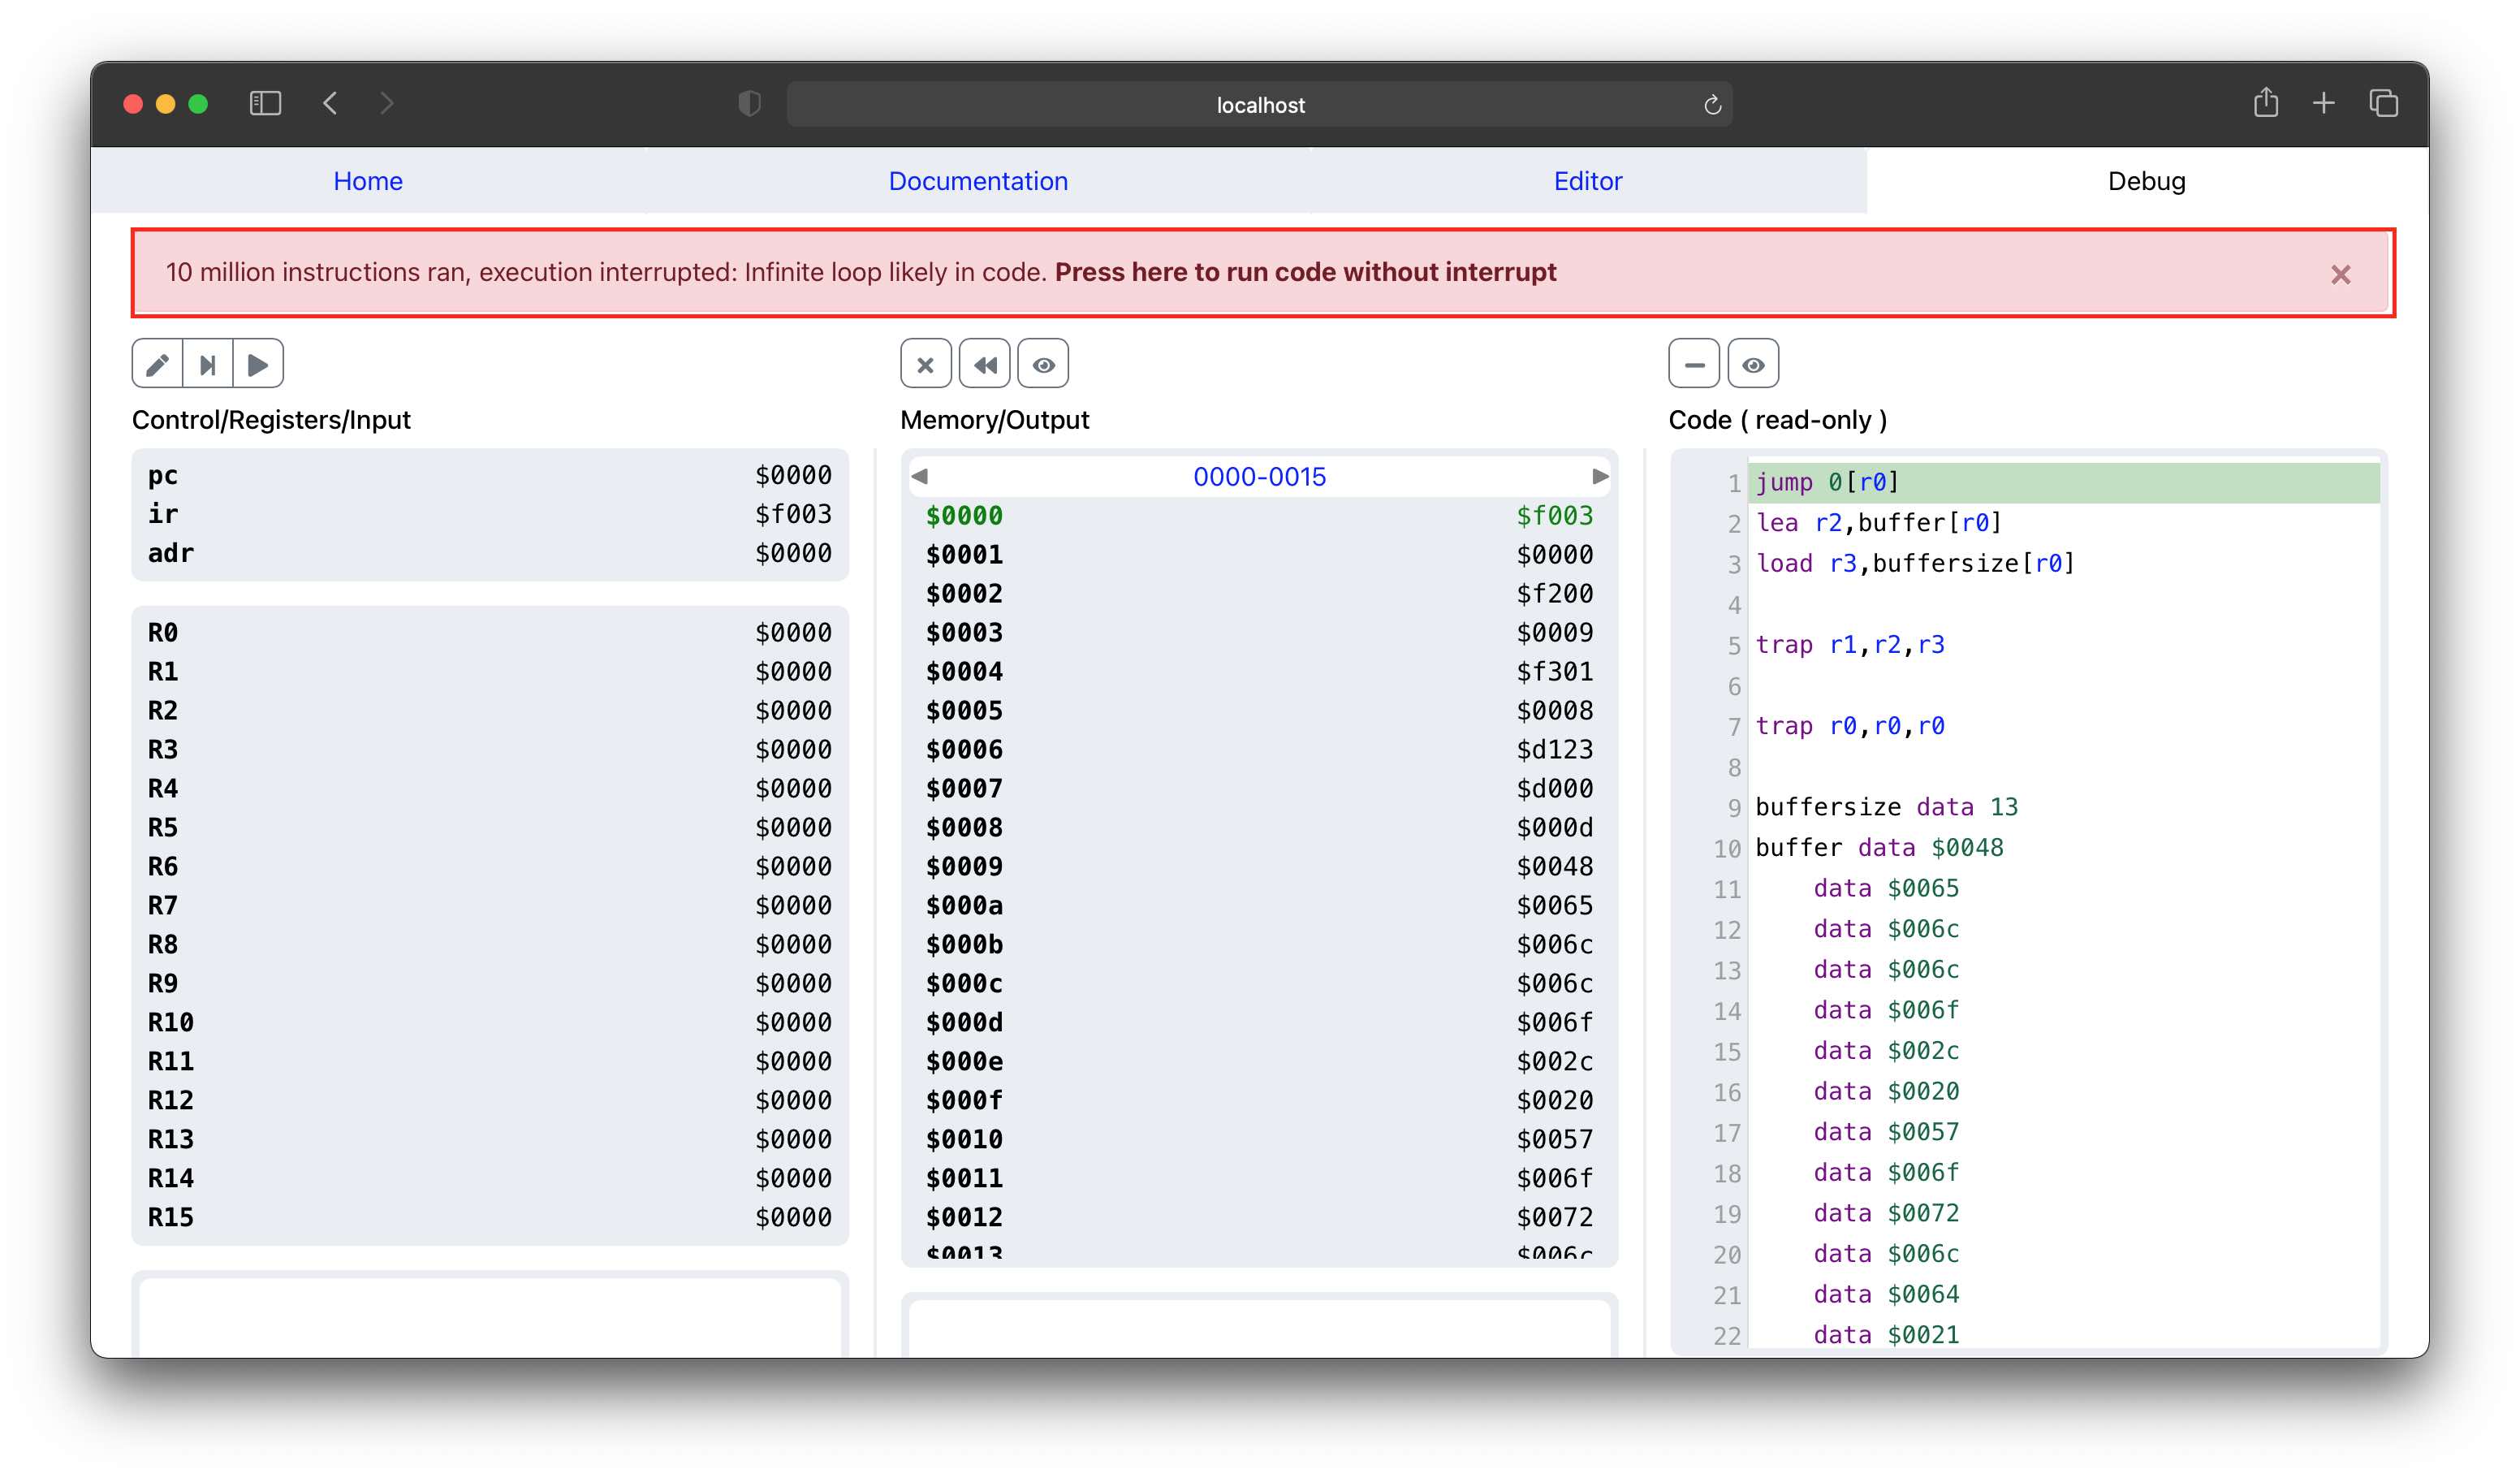 localhost
Home Documentation Editor Debug
10 million instructions ran, execution interrupted: Infinite loop likely in code. Press here to run code without interrupt
Control/Registers/Input
pc $0000
ir $f003
adr $0000
R0 $0000
R1 $0000
R2 $0000
R3 $0000
R4 $0000
R5 $0000
R6 $0000
R7 $0000
R8 $0000
R9 $0000
R10 $0000
R11 $0000
R12 $0000
R13 $0000
R14 $0000
R15 $0000
Memory/Output
0000-0015
$0000 $f003
$0001 $0000
$0002 $f200
$0003 $0009
$0004 $f301
$0005 $0008
$0006 $d123
$0007 $d000
$0008 $000d
$0009 $0048
$000a $0065
$000b $006c
$000c $006c
$000d $006f
$000e $002c
$000f $0020
$0010 $0057
$0011 $006f
$0012 $0072
$0013 $006c
Code ( read-only )
1 jump 0[r0]
2 lea r2,buffer[r0]
3 load r3,buffersize[r0]
4
5 trap r1,r2,r3
6
7 trap r0,r0,r0
8
9 buffersize data 13
10 buffer data $0048
11 data $0065
12 data $006c
13 data $006c
14 data $006f
15 data $002c
16 data $0020
17 data $0057
18 data $006f
19 data $0072
20 data $006c
21 data $0064
22 data $0021